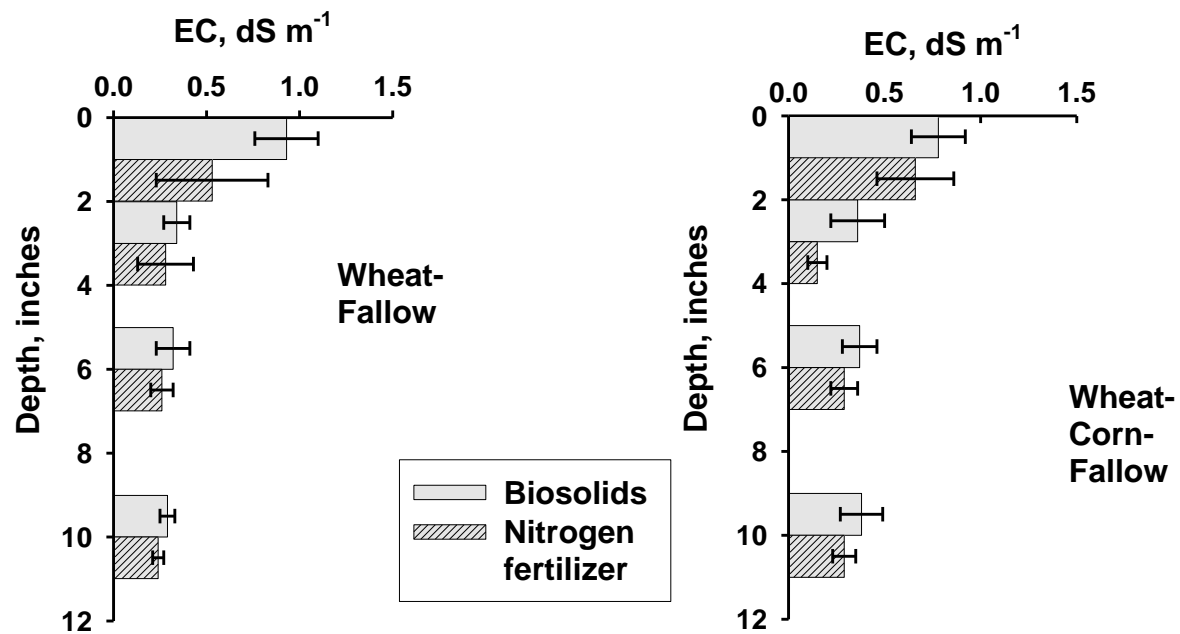 EC, dS m⁻¹
0.0 0.5 1.0 1.5
0
2
4
6
8
10
12
Depth, inches
Wheat-
Fallow
Biosolids
Nitrogen
fertilizer
EC, dS m⁻¹
0.0 0.5 1.0 1.5
0
2
4
6
8
10
12
Depth, inches
Wheat-
Corn-
Fallow